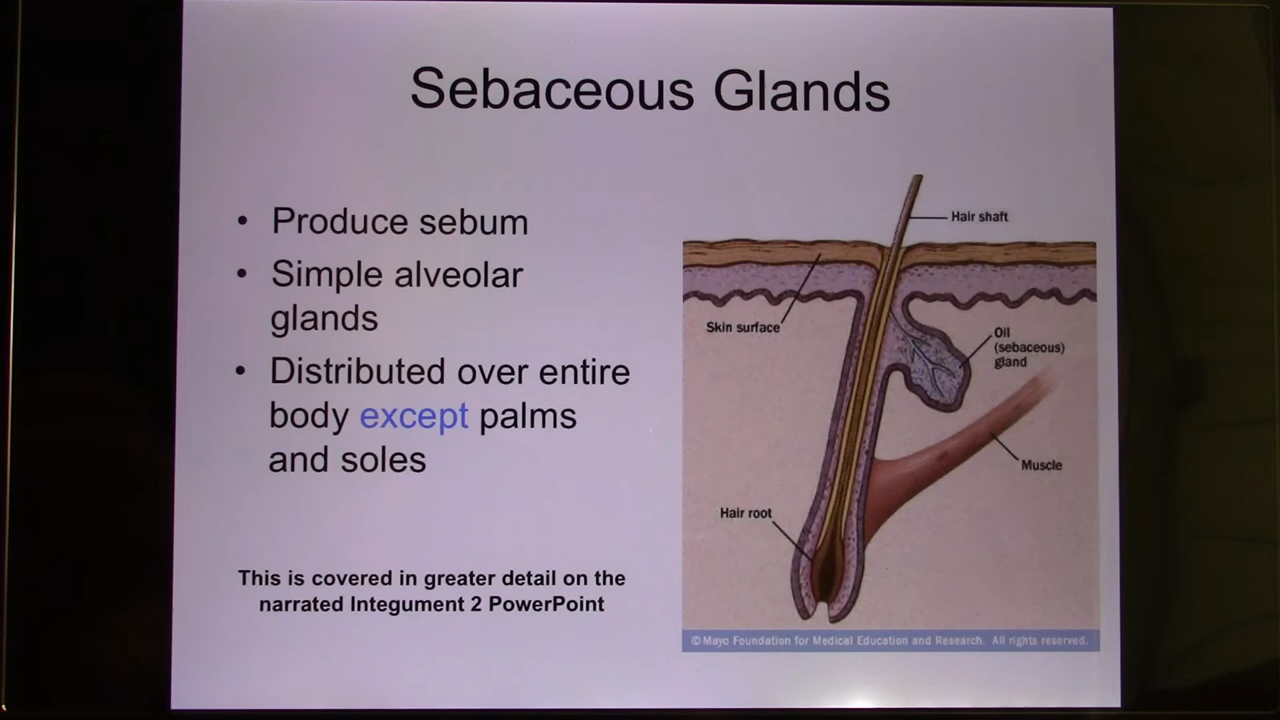 Sebaceous Glands
• Produce sebum
• Simple alveolar
glands
• Distributed over entire
body except palms
and soles
This is covered in greater detail on the
narrated Integument 2 PowerPoint
Hair shaft
Skin surface
Oil
(sebaceous)
gland
Muscle
Hair root
© Mayo Foundation for Medical Education and Research. All rights reserved.